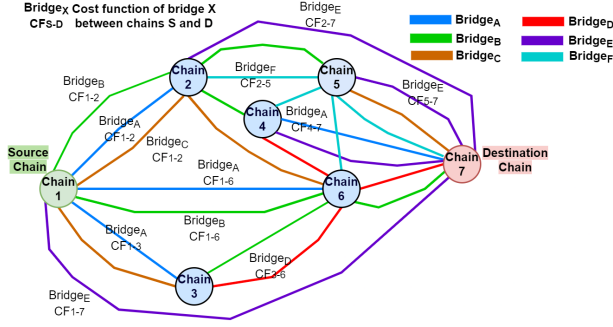 BridgeX Cost function of bridge X
CFS-D between chains S and D
BridgeE
CF2-7
BridgeA
BridgeB
BridgeC
BridgeD
BridgeE
BridgeF
BridgeB
CF1-2
Chain
2
BridgeF
CF2-5
Chain
5
BridgeE
CF5-7
BridgeA
CF1-2
BridgeC
CF1-2
Chain
4
BridgeA
CF4-7
Source
Chain
Chain
1
BridgeA
CF1-6
Chain
6
Chain
7
Destination
Chain
BridgeB
CF1-6
BridgeA
CF1-3
BridgeD
CF3-6
Chain
3
BridgeE
CF1-7